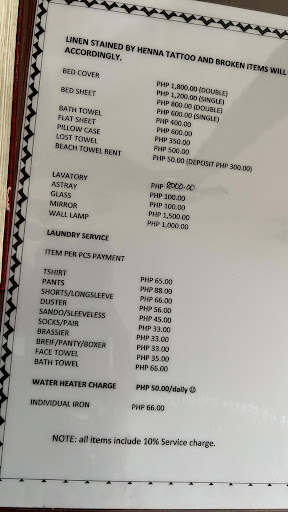 LINEN STAINED BY HENNA TATTOO AND BROKEN ITEMS WILL
ACCORDINGLY.
BED COVER PHP 1,800.00 (DOUBLE)
PHP 1,200.00 (SINGLE)
BED SHEET PHP 800.00 (DOUBLE)
PHP 600.00 (SINGLE)
BATH TOWEL PHP 400.00
FLAT SHEET PHP 600.00
PILLOW CASE PHP 350.00
LOST TOWEL PHP 500.00
BEACH TOWEL RENT PHP 50.00 (DEPOSIT PHP 300.00)
LAVATORY PHP 8000.00
ASTRAY PHP 100.00
GLASS PHP 100.00
MIRROR PHP 1,500.00
WALL LAMP PHP 1,000.00
LAUNDRY SERVICE
ITEM PER PCS PAYMENT
TSHIRT PHP 65.00
PANTS PHP 88.00
SHORTS/LONGSLEEVE PHP 66.00
DUSTER PHP 56.00
SANDO/SLEEVELESS PHP 45.00
SOCKS/PAIR PHP 33.00
BRASSIER PHP 33.00
BREIF/PANTY/BOXER PHP 33.00
FACE TOWEL PHP 35.00
BATH TOWEL PHP 66.00
WATER HEATER CHARGE PHP 50.00/daily ☺
INDIVIDUAL IRON PHP 66.00
NOTE: all items include 10% Service charge.